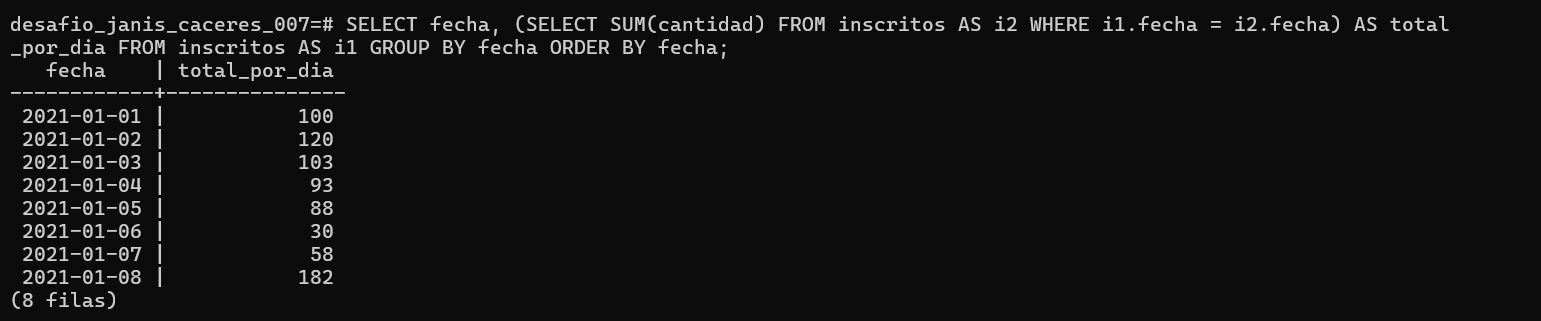 desafio_janis_caceres_007=# SELECT fecha, (SELECT SUM(cantidad) FROM inscritos AS i2 WHERE i1.fecha = i2.fecha) AS total
_por_dia FROM inscritos AS i1 GROUP BY fecha ORDER BY fecha;
   fecha    | total_por_dia
------------+---------------
 2021-01-01 |           100
 2021-01-02 |           120
 2021-01-03 |           103
 2021-01-04 |            93
 2021-01-05 |            88
 2021-01-06 |            30
 2021-01-07 |            58
 2021-01-08 |           182
(8 filas)